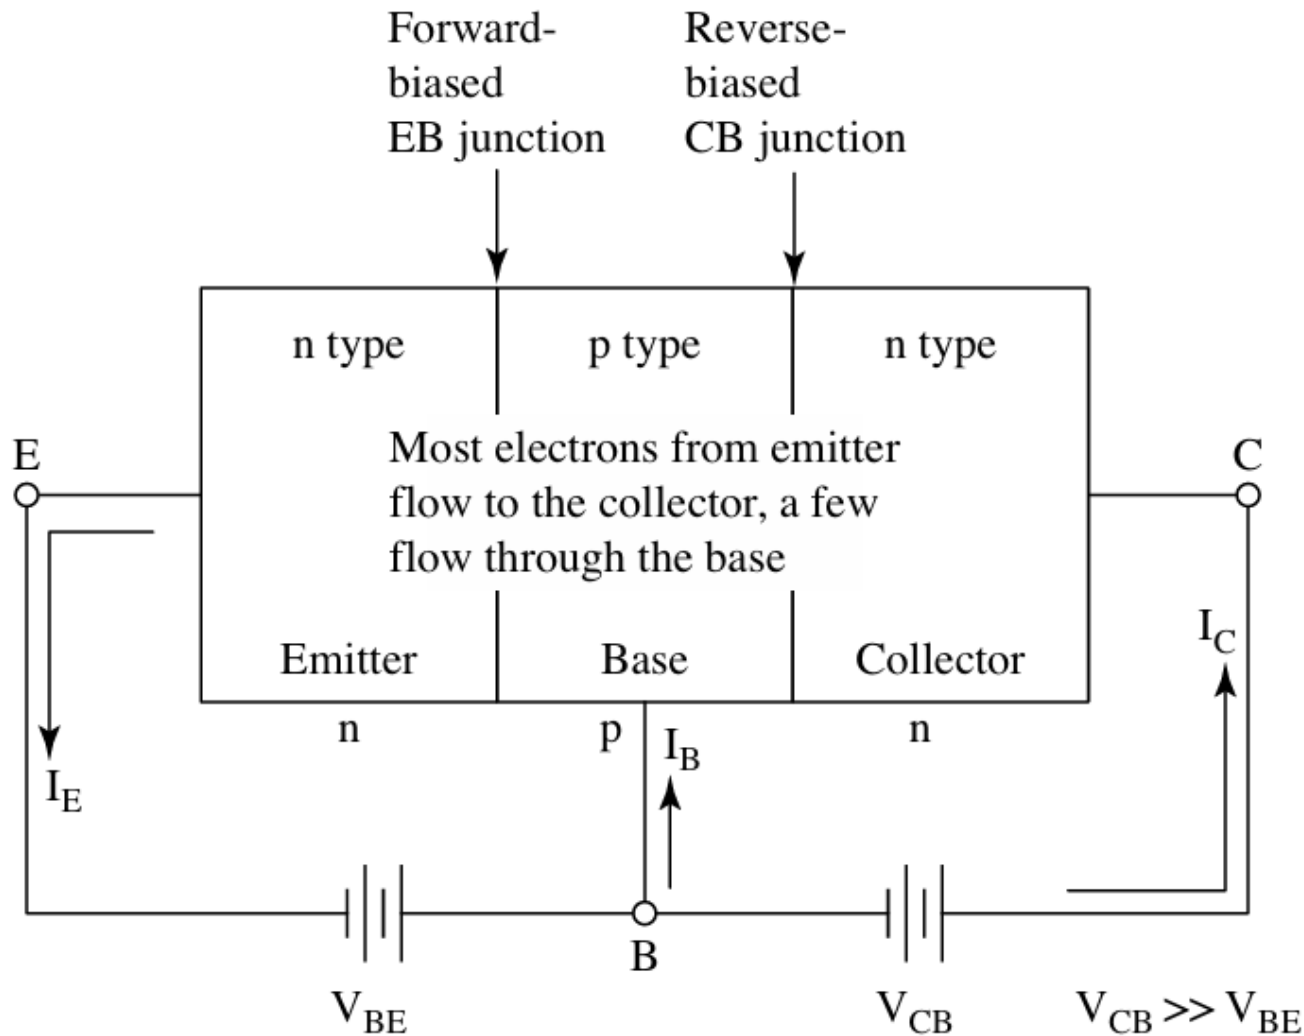 Forward-
biased
EB junction
Reverse-
biased
CB junction
n type
p type
n type
Most electrons from emitter
flow to the collector, a few
flow through the base
E
C
Emitter
Base
Collector
n
p
n
I_E
I_B
I_C
B
V_BE
V_CB
V_CB >> V_BE